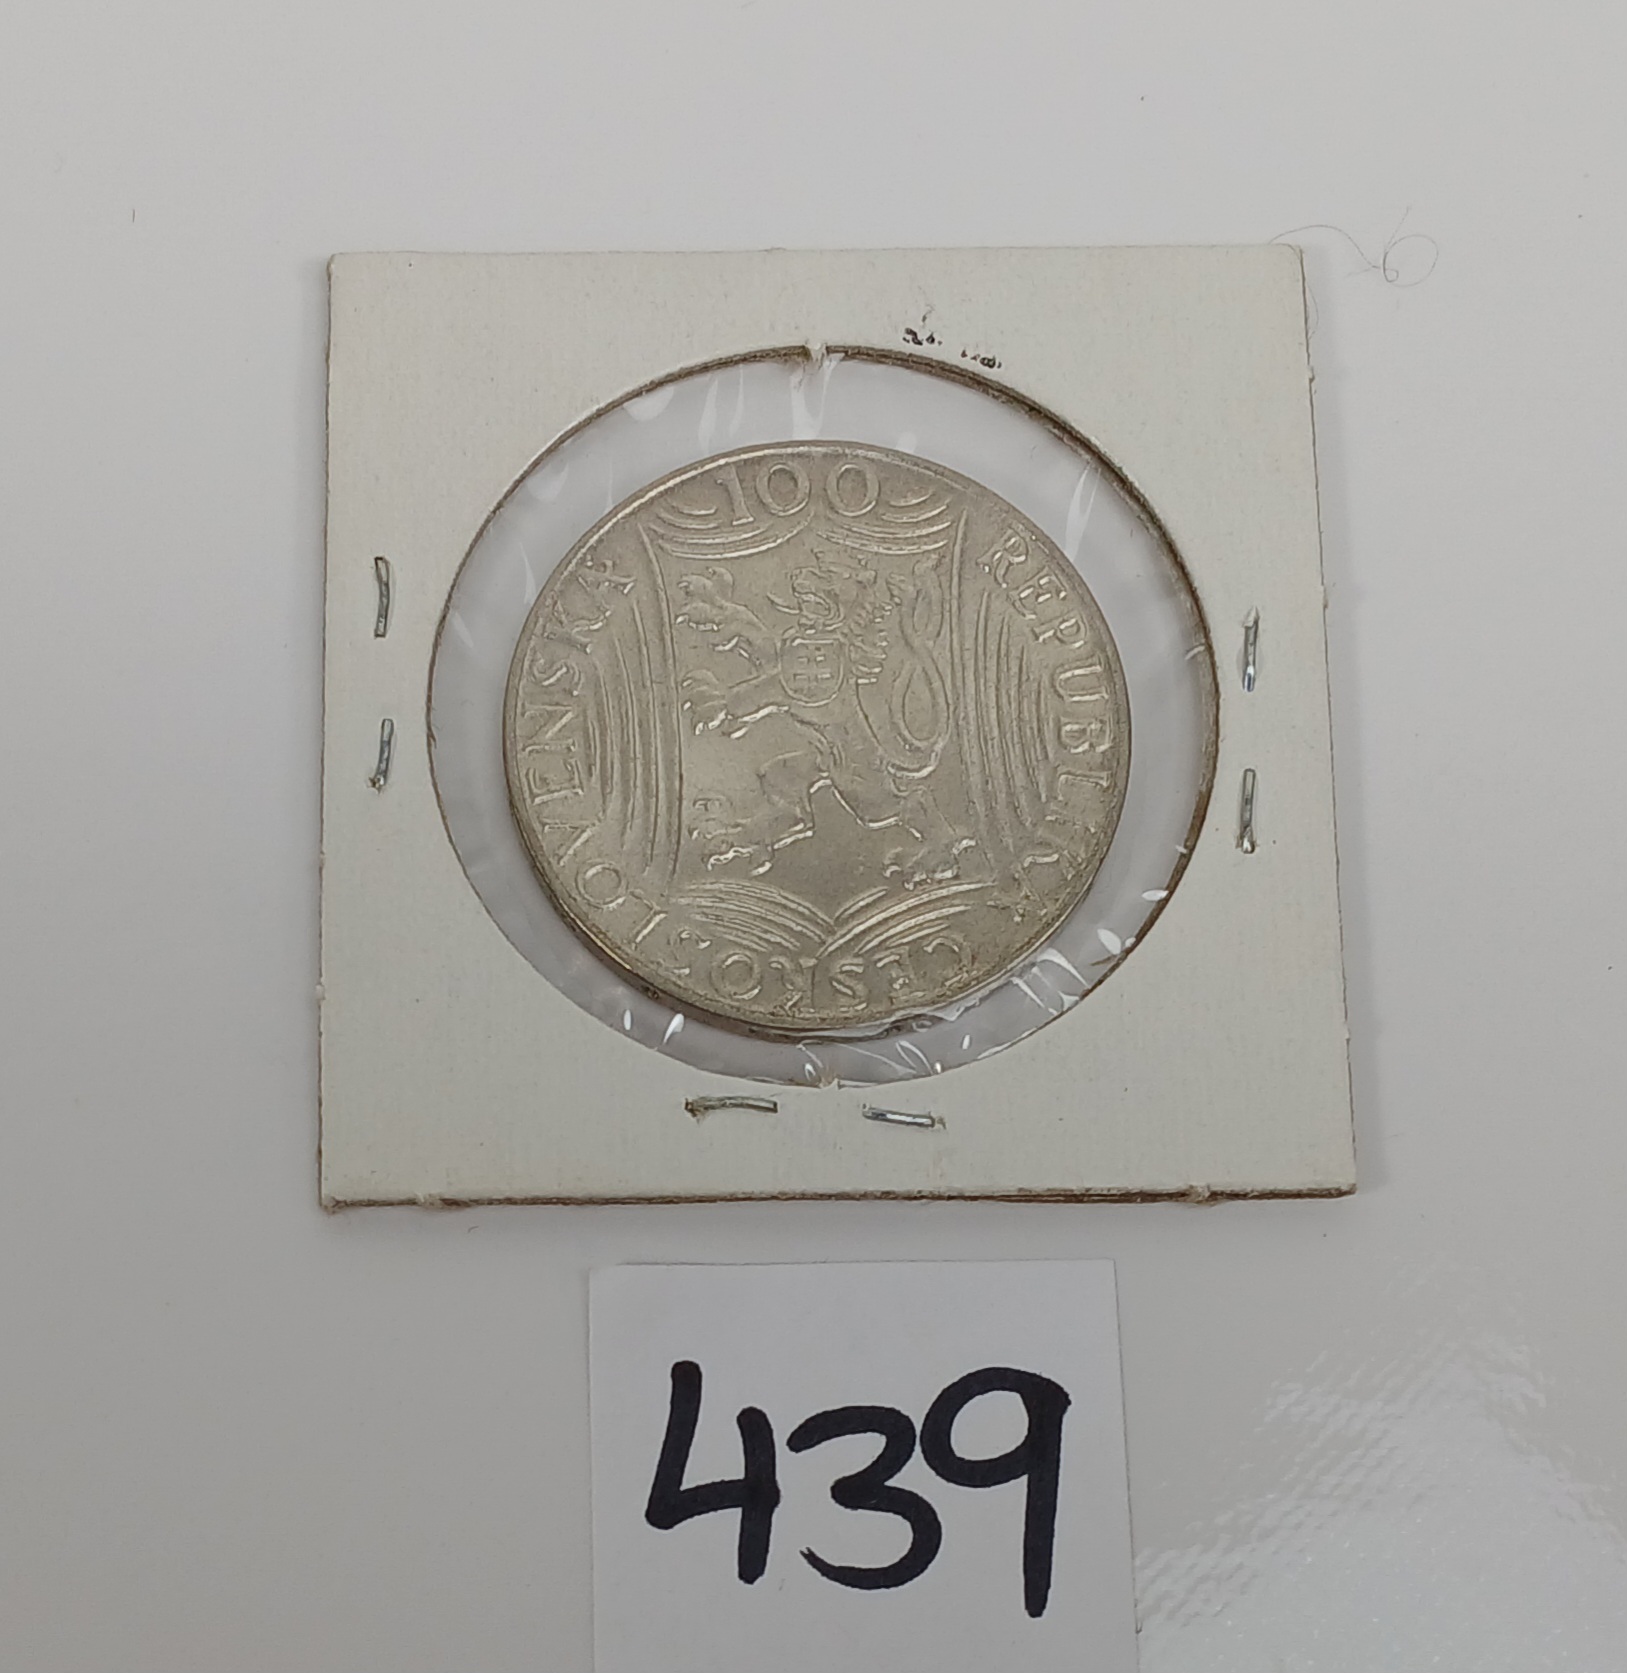 100
REPUBLIKA
ČESKOSLOVENSKÁ
439